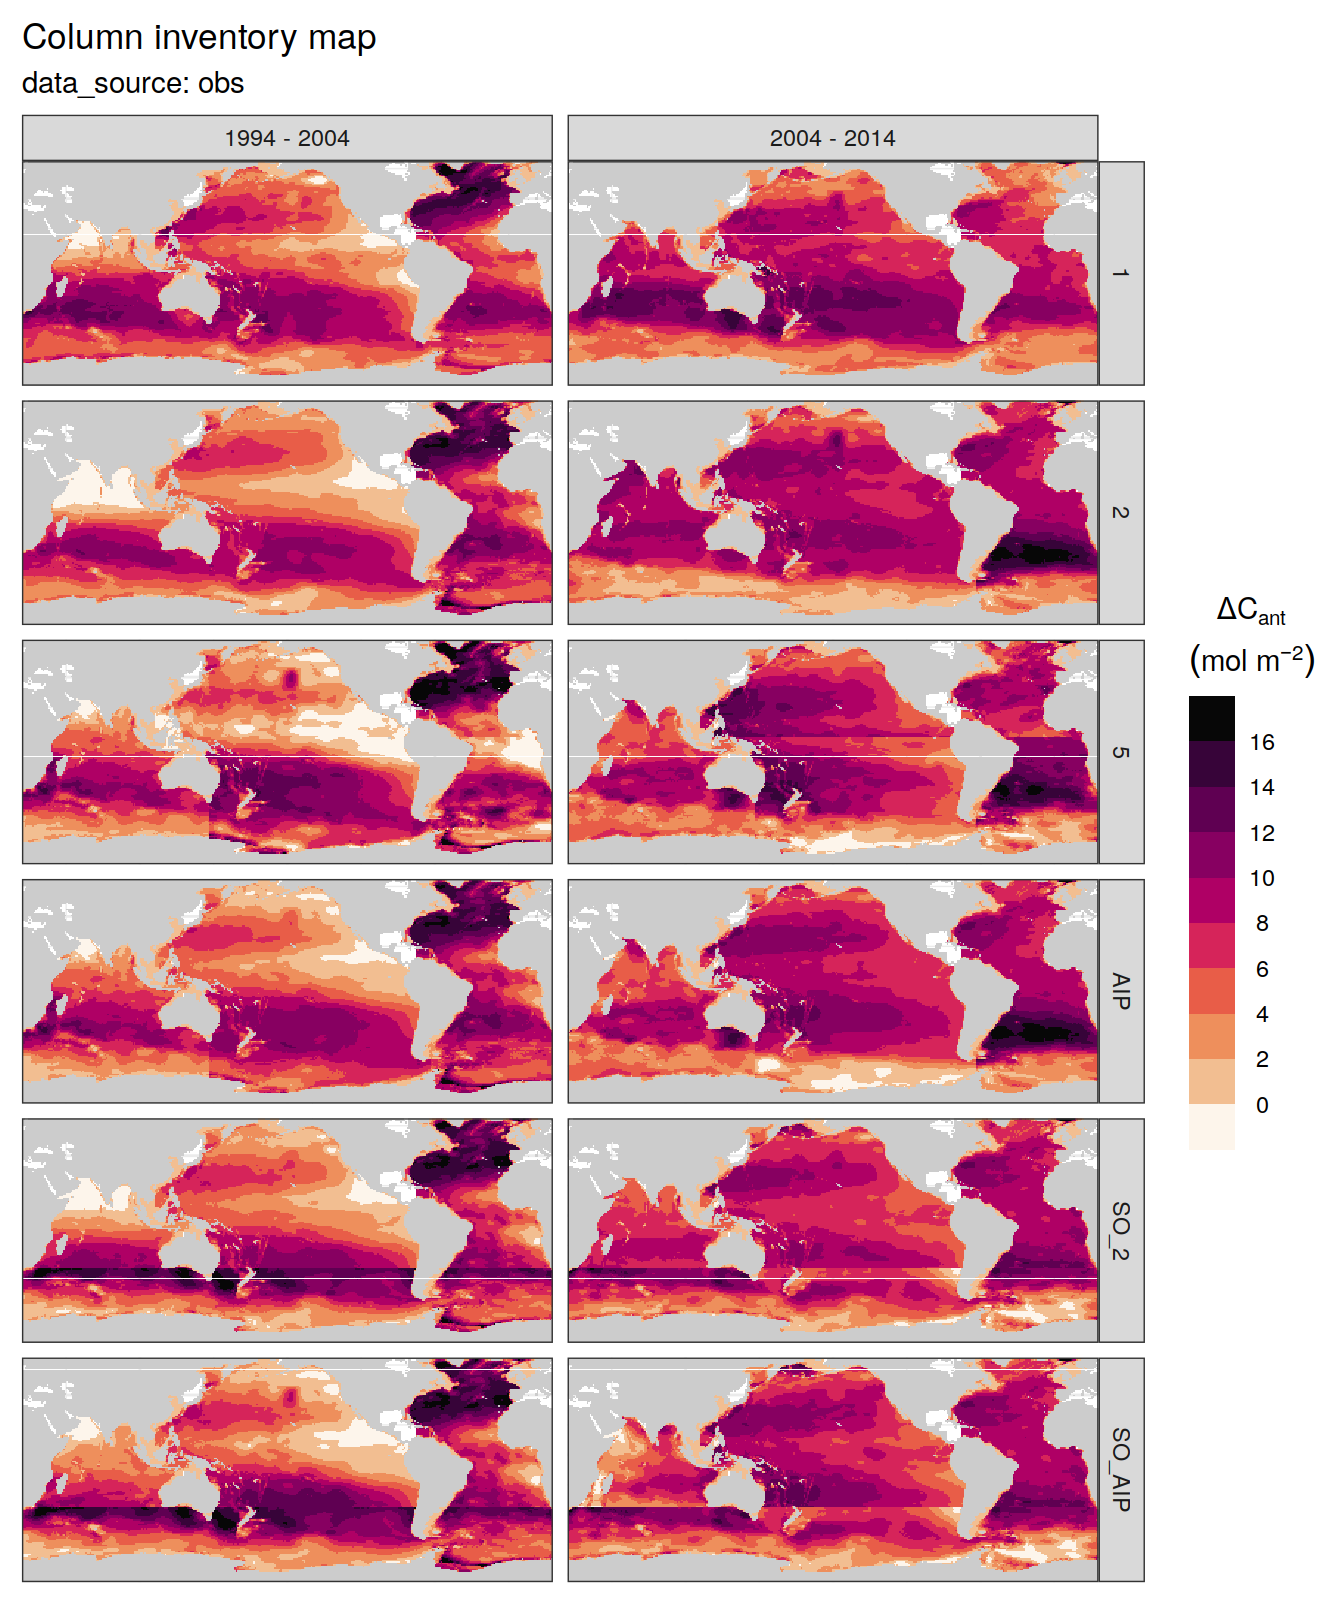 Column inventory map
data_source: obs
1994 - 2004
2004 - 2014
1
2
5
AIP
SO_2
SO_AIP
ΔCant
(mol m⁻²)
16
14
12
10
8
6
4
2
0